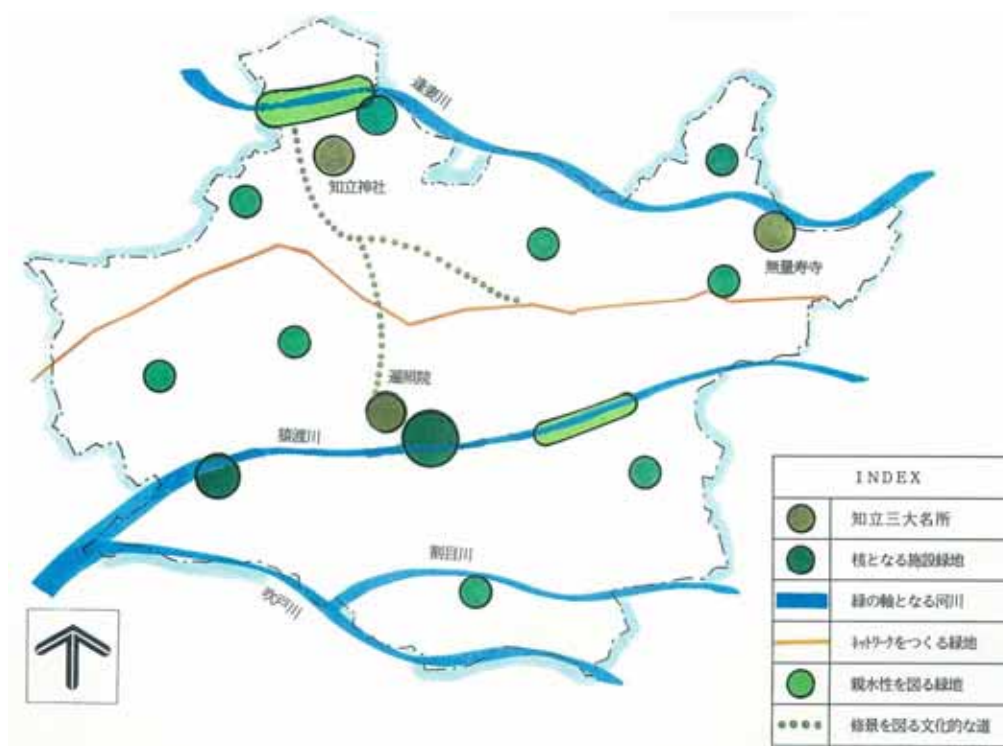 逢妻川
知立神社
無量寿寺
遍照院
猿渡川
割目川
吹戸川
INDEX
知立三大名所
核となる施設緑地
緑の軸となる河川
ネットワークをつくる緑地
親水性を図る緑地
修景を図る文化的な道